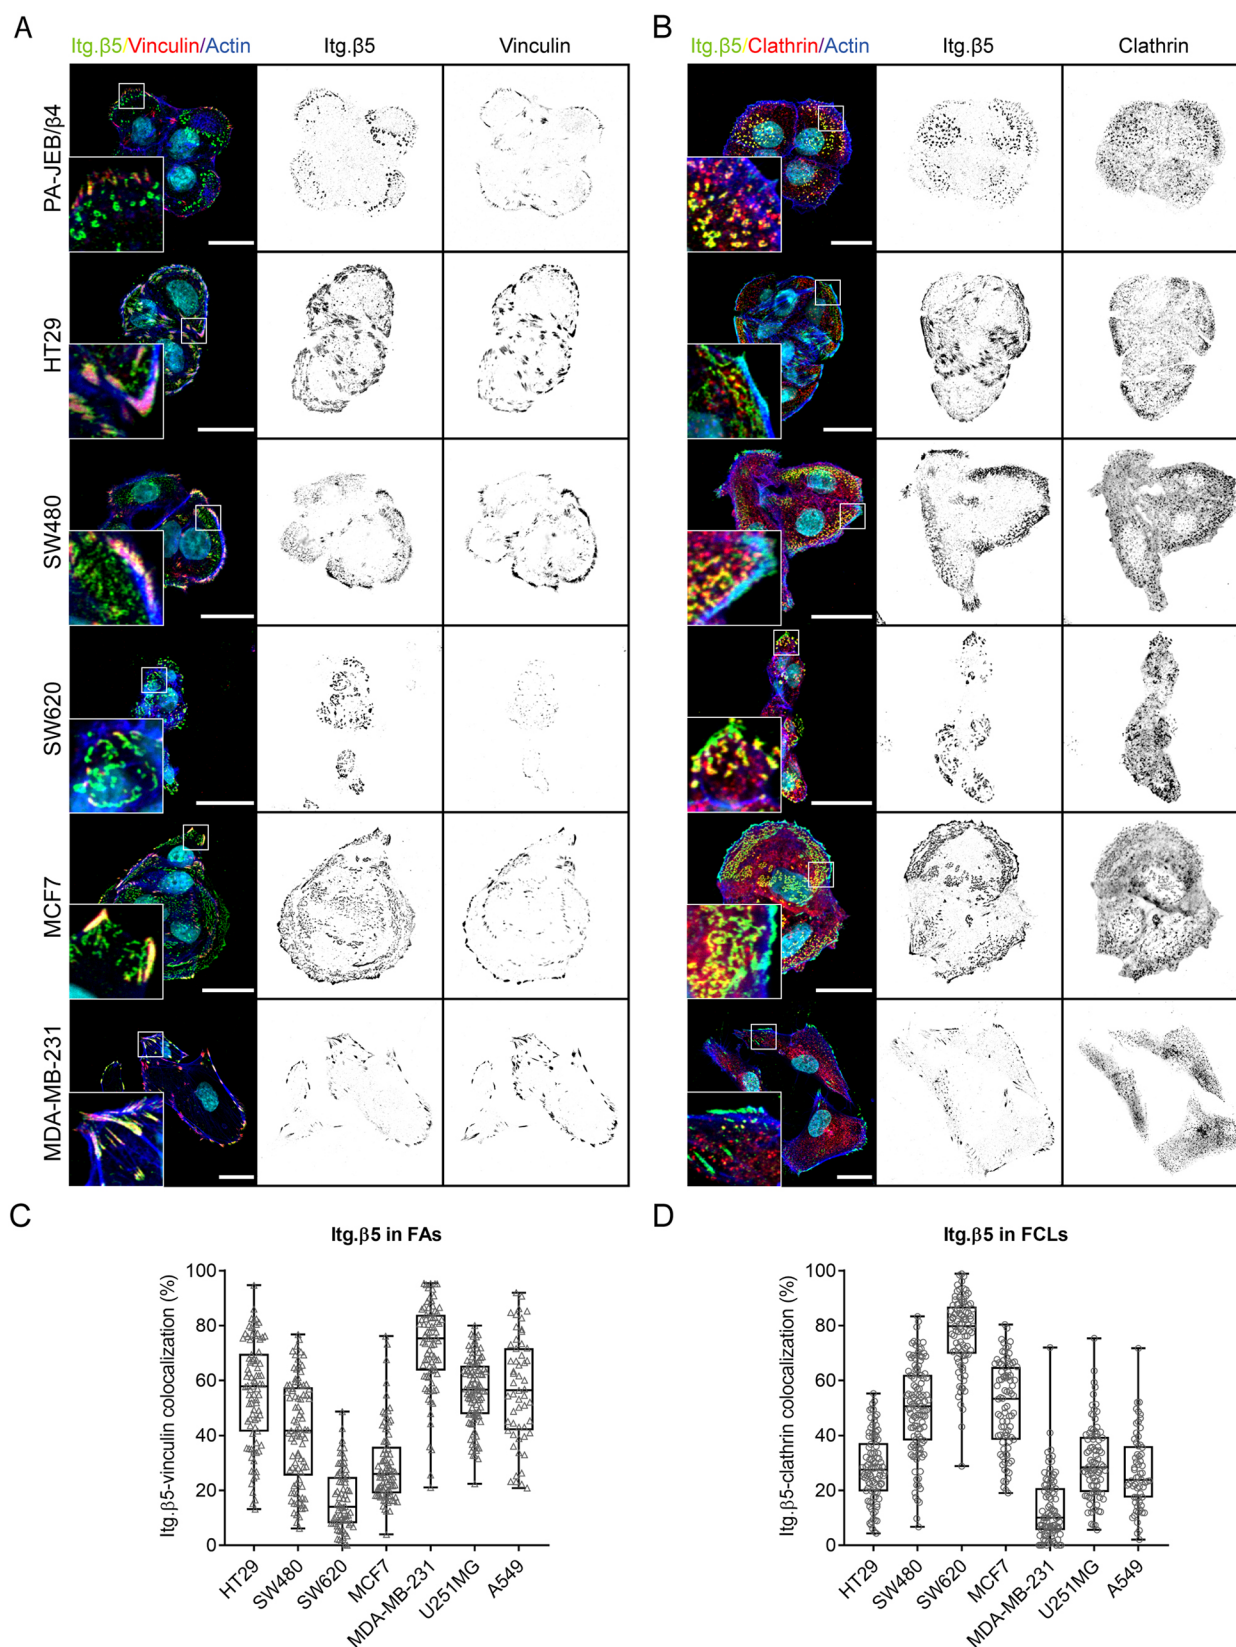 A
B
Itg.β5/Vinculin/Actin
Itg.β5
Vinculin
Itg.β5/Clathrin/Actin
Itg.β5
Clathrin
PA-JEB/β4
HT29
SW480
SW620
MCF7
MDA-MB-231
C
D
Itg.β5 in FAs
Itg.β5-vinculin colocalization (%)
100
80
60
40
20
0
HT29
SW480
SW620
MCF7
MDA-MB-231
U251MG
A549
Itg.β5 in FCLs
Itg.β5-clathrin colocalization (%)
100
80
60
40
20
0
HT29
SW480
SW620
MCF7
MDA-MB-231
U251MG
A549